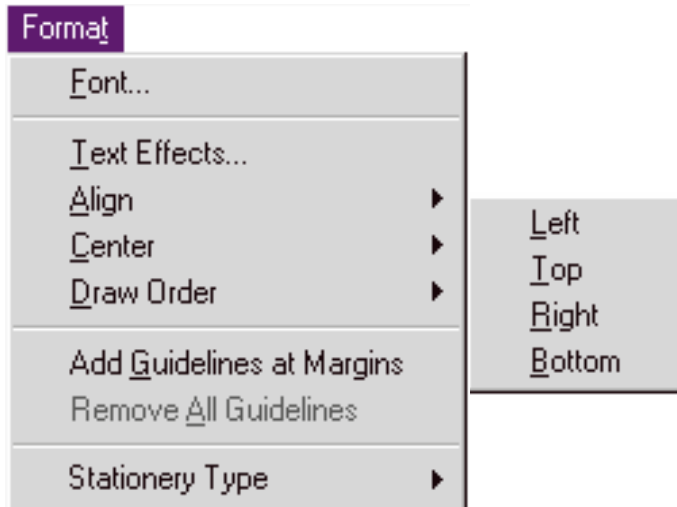 Format
Font...
Text Effects...
Align
Center
Draw Order
Add Guidelines at Margins
Remove All Guidelines
Stationery Type
Left
Top
Right
Bottom